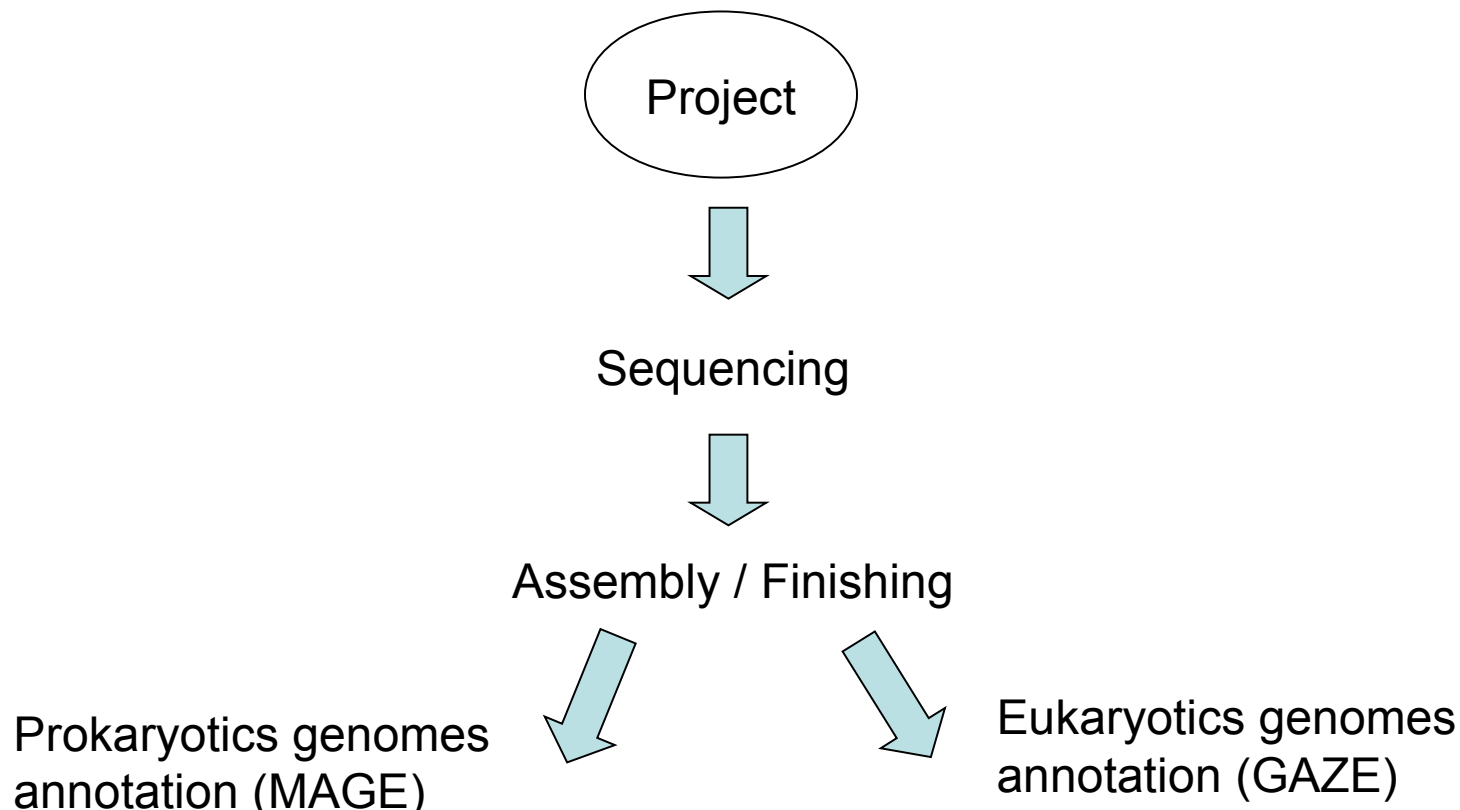 Project
Sequencing
Assembly / Finishing
Prokaryotics genomes
annotation (MAGE)
Eukaryotics genomes
annotation (GAZE)